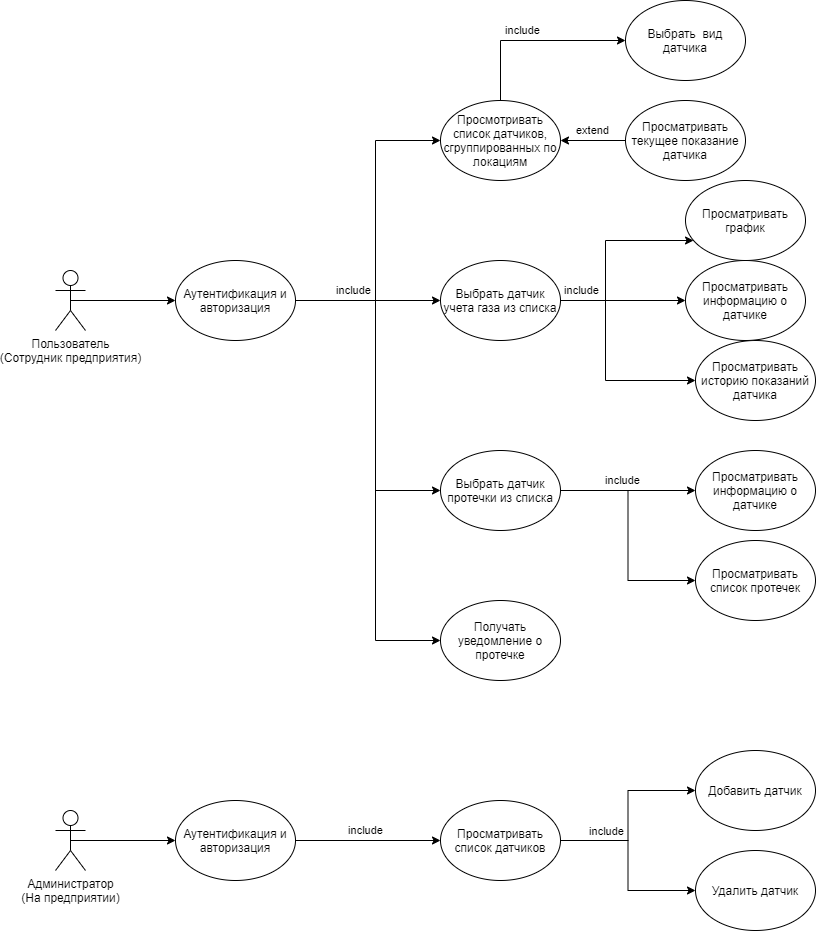 include
Выбрать вид
датчика
Просмотривать
список датчиков,
сгруппированных по
локациям
extend
Просматривать
текущее показание
датчика
Просматривать
график
Пользователь
(Сотрудник предприятия)
Аутентификация и
авторизация
include
Выбрать датчик
учета газа из списка
include
Просматривать
информацию о
датчике
Просматривать
историю показаний
датчика
Выбрать датчик
протечки из списка
include
Просматривать
информацию о
датчике
Просматривать
список протечек
Получать
уведомление о
протечке
Администратор
(На предприятии)
Аутентификация и
авторизация
include
Просматривать
список датчиков
include
Добавить датчик
Удалить датчик